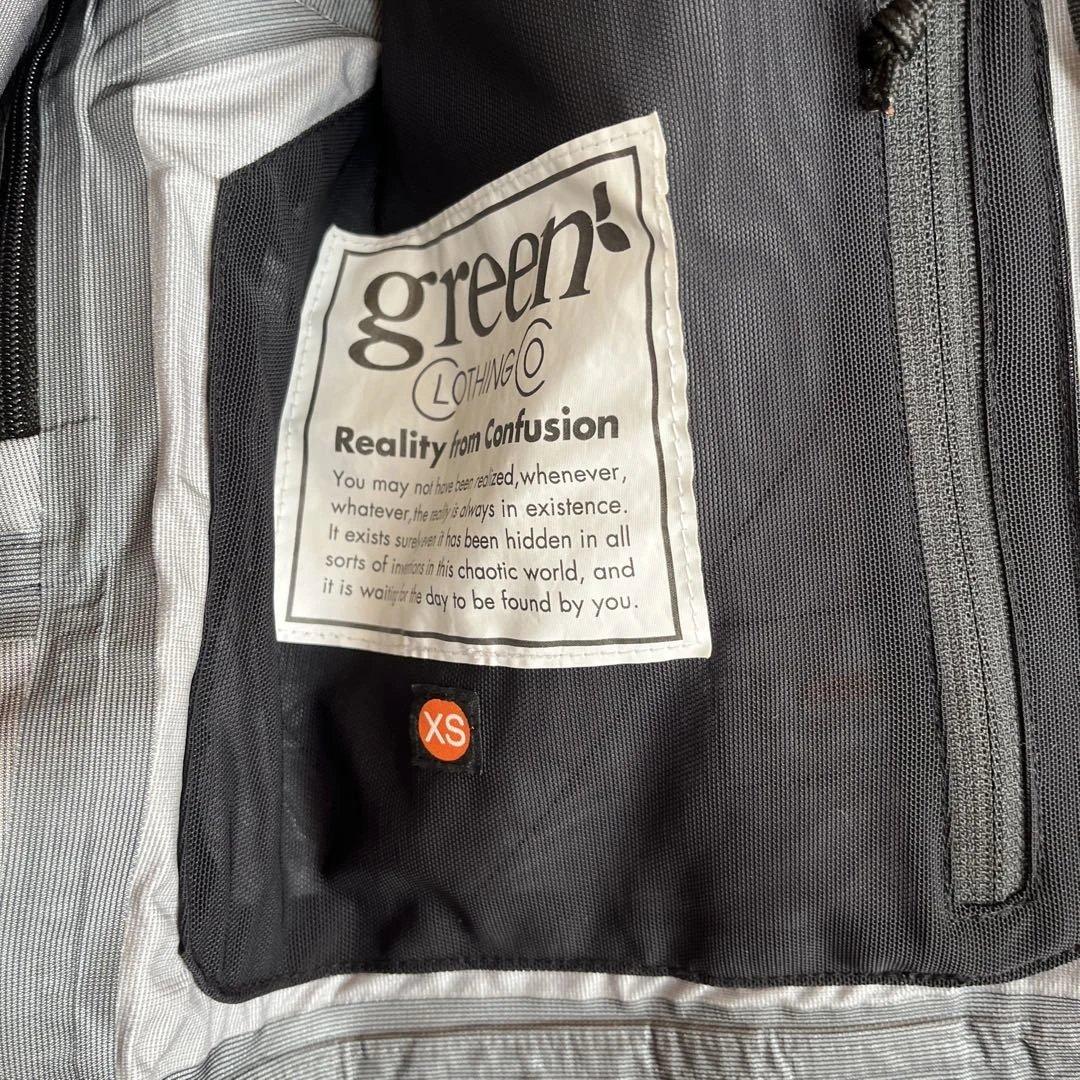 green
CLOTHING CO
Reality from Confusion
You may not have been realized, whenever,
whatever, the reality is always in existence.
It exists surely even it has been hidden in all
sorts of inventions in this chaotic world, and
it is waiting for the day to be found by you.
XS